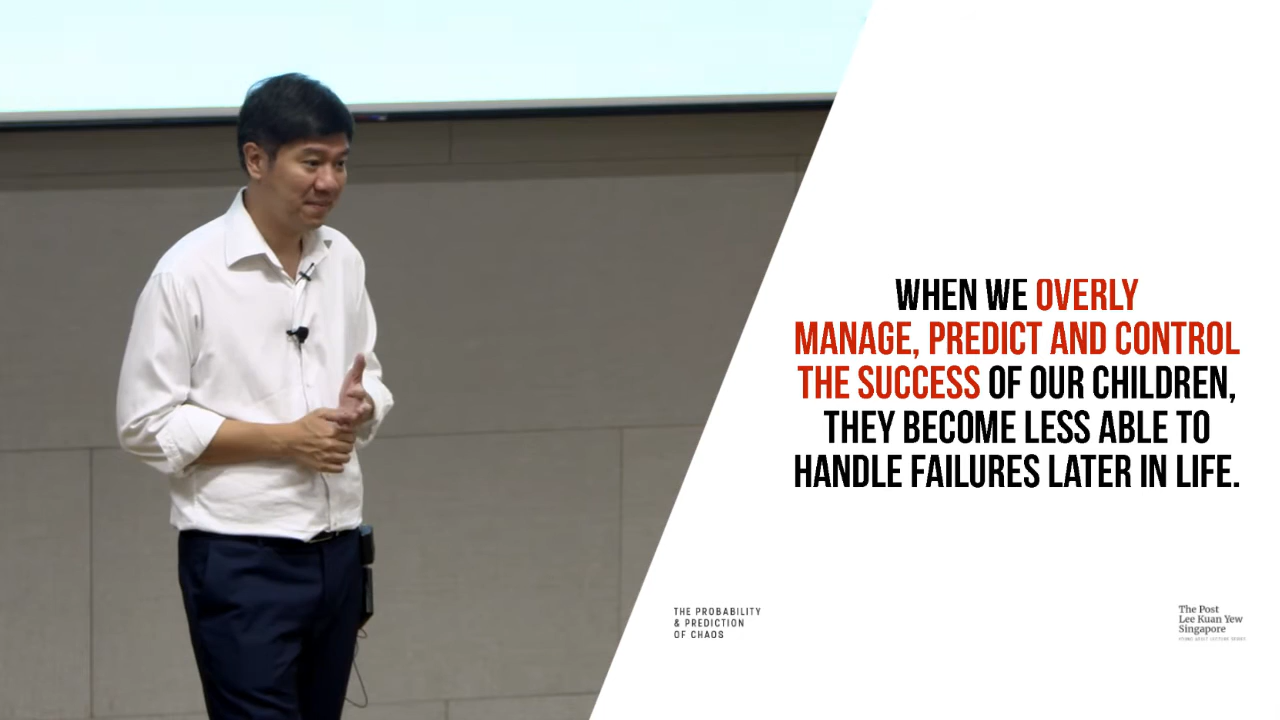 WHEN WE OVERLY
MANAGE, PREDICT AND CONTROL
THE SUCCESS OF OUR CHILDREN,
THEY BECOME LESS ABLE TO
HANDLE FAILURES LATER IN LIFE.
THE PROBABILITY
& PREDICTION
OF CHAOS
The Post
Lee Kuan Yew
Singapore